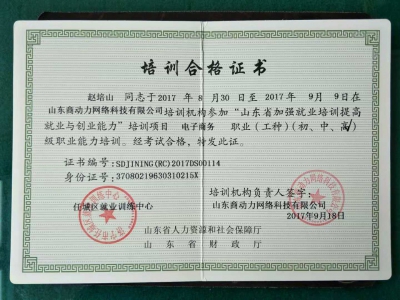 培训合格证书
赵培山 同志于2017 年 8 月30 日至 2017 年 9 月 9日在
山东商动力网络科技有限公司培训机构参加“山东省加强就业培训提高
就业与创业能力”培训项目 电子商务 职业（工种）（初、中、高）
级职业能力培训。经考试合格，特发此证。
证书编号:SDJINING(RC)2017DS00114
身份证号:37080219630310215X
培训机构负责人签字:
任城区就业训练中心 山东商动力网络科技有限公司
2017年9月18日
山东省人力资源和社会保障厅
山东省财政厅